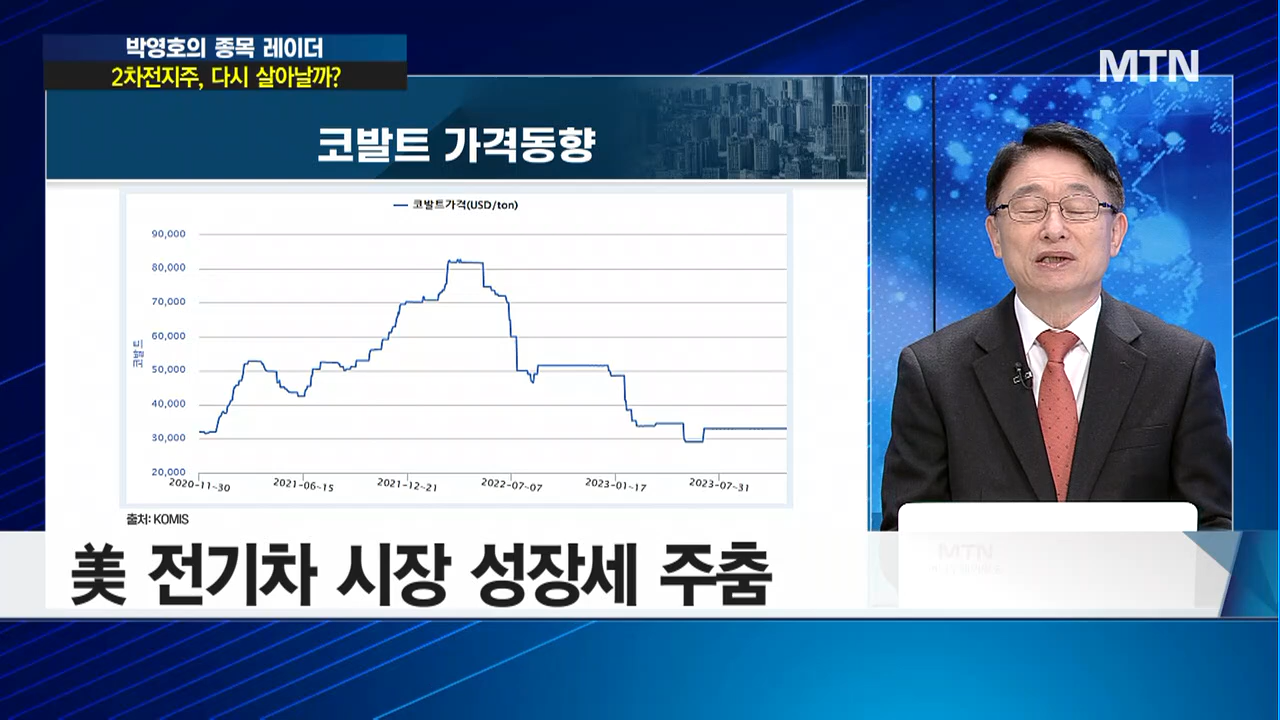 박영호의 종목 레이더
2차전지주, 다시 살아날까?
MTN
코발트 가격동향
코발트가격(USD/ton)
90,000
80,000
70,000
60,000
50,000
40,000
30,000
20,000
코발트
2020-11-30
2021-06-15
2021-12-21
2022-07-07
2023-01-17
2023-07-31
출처: KOMIS
美 전기차 시장 성장세 주춤
MTN